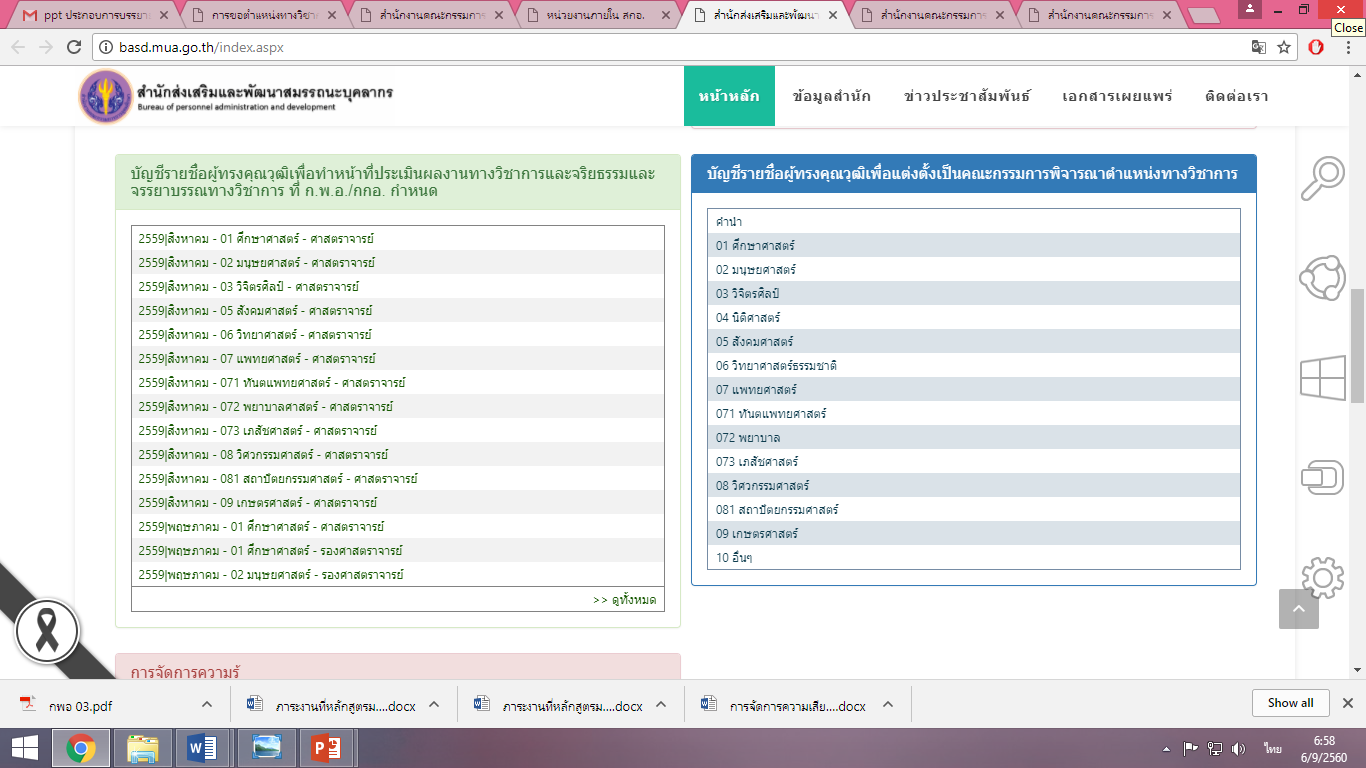 ppt ประกอบการบรรยา
การขอตำแหน่งทางวิชา
สำนักงานคณะกรรมการ
หน่วยงานภายใน สกอ.
สำนักส่งเสริมและพัฒนา
สำนักงานคณะกรรมการ
สำนักงานคณะกรรมการ
Close
basd.mua.go.th/index.aspx
สำนักส่งเสริมและพัฒนาสมรรถนะบุคลากร
Bureau of personnel administration and development
หน้าหลัก
ข้อมูลสำนัก
ข่าวประชาสัมพันธ์
เอกสารเผยแพร่
ติดต่อเรา
บัญชีรายชื่อผู้ทรงคุณวุฒิเพื่อทำหน้าที่ประเมินผลงานทางวิชาการและจริยธรรมและ
จรรยาบรรณทางวิชาการ ที่ ก.พ.อ./กกอ. กำหนด
2559|สิงหาคม - 01 ศึกษาศาสตร์ - ศาสตราจารย์
2559|สิงหาคม - 02 มนุษยศาสตร์ - ศาสตราจารย์
2559|สิงหาคม - 03 วิจิตรศิลป์ - ศาสตราจารย์
2559|สิงหาคม - 05 สังคมศาสตร์ - ศาสตราจารย์
2559|สิงหาคม - 06 วิทยาศาสตร์ - ศาสตราจารย์
2559|สิงหาคม - 07 แพทยศาสตร์ - ศาสตราจารย์
2559|สิงหาคม - 071 ทันตแพทยศาสตร์ - ศาสตราจารย์
2559|สิงหาคม - 072 พยาบาลศาสตร์ - ศาสตราจารย์
2559|สิงหาคม - 073 เภสัชศาสตร์ - ศาสตราจารย์
2559|สิงหาคม - 08 วิศวกรรมศาสตร์ - ศาสตราจารย์
2559|สิงหาคม - 081 สถาปัตยกรรมศาสตร์ - ศาสตราจารย์
2559|สิงหาคม - 09 เกษตรศาสตร์ - ศาสตราจารย์
2559|พฤษภาคม - 01 ศึกษาศาสตร์ - ศาสตราจารย์
2559|พฤษภาคม - 01 ศึกษาศาสตร์ - รองศาสตราจารย์
2559|พฤษภาคม - 02 มนุษยศาสตร์ - รองศาสตราจารย์
>> ดูทั้งหมด
บัญชีรายชื่อผู้ทรงคุณวุฒิเพื่อแต่งตั้งเป็นคณะกรรมการพิจารณาตำแหน่งทางวิชาการ
คำนำ
01 ศึกษาศาสตร์
02 มนุษยศาสตร์
03 วิจิตรศิลป์
04 นิติศาสตร์
05 สังคมศาสตร์
06 วิทยาศาสตร์ธรรมชาติ
07 แพทยศาสตร์
071 ทันตแพทยศาสตร์
072 พยาบาล
073 เภสัชศาสตร์
08 วิศวกรรมศาสตร์
081 สถาปัตยกรรมศาสตร์
09 เกษตรศาสตร์
10 อื่นๆ
การจัดการความรู้
กพอ 03.pdf
ภาระงานที่หลักสูตรม....docx
ภาระงานที่หลักสูตรม....docx
การจัดการความเสีย....docx
Show all
ไทย
6:58
6/9/2560